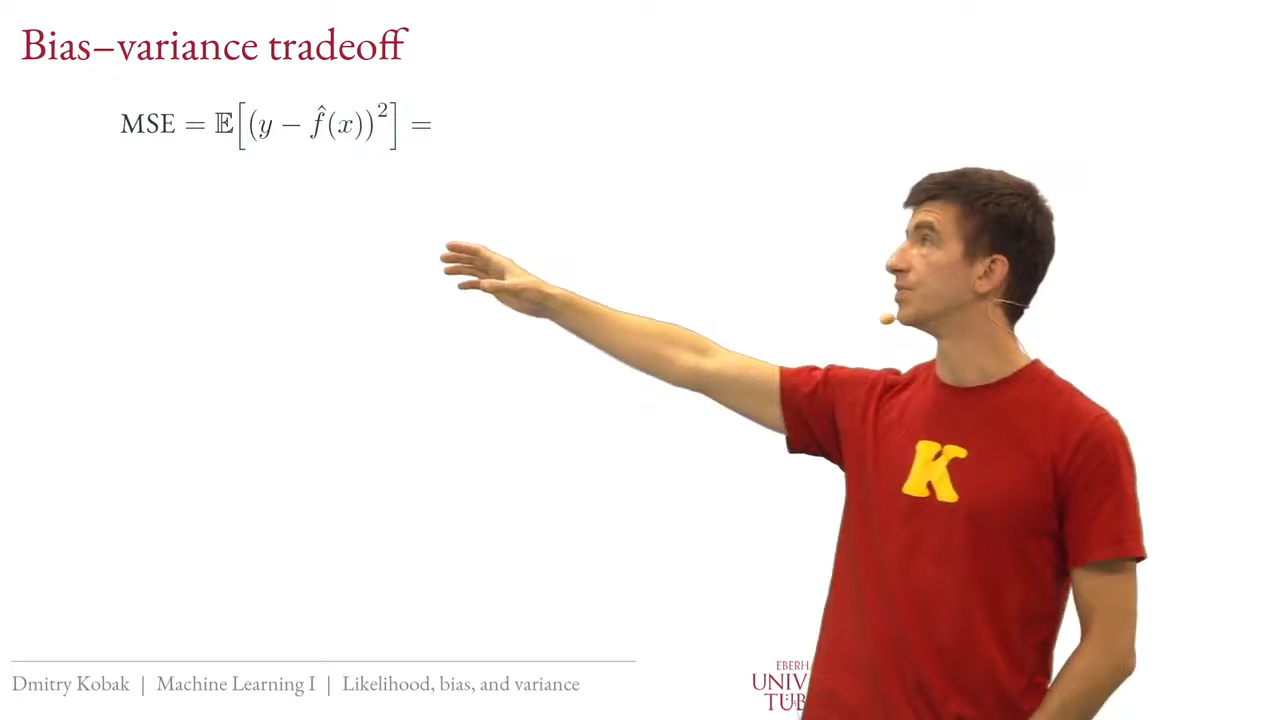 Bias–variance tradeoff
MSE = 𝔼[(y − f̂(x))²] =
K
Dmitry Kobak | Machine Learning I | Likelihood, bias, and variance